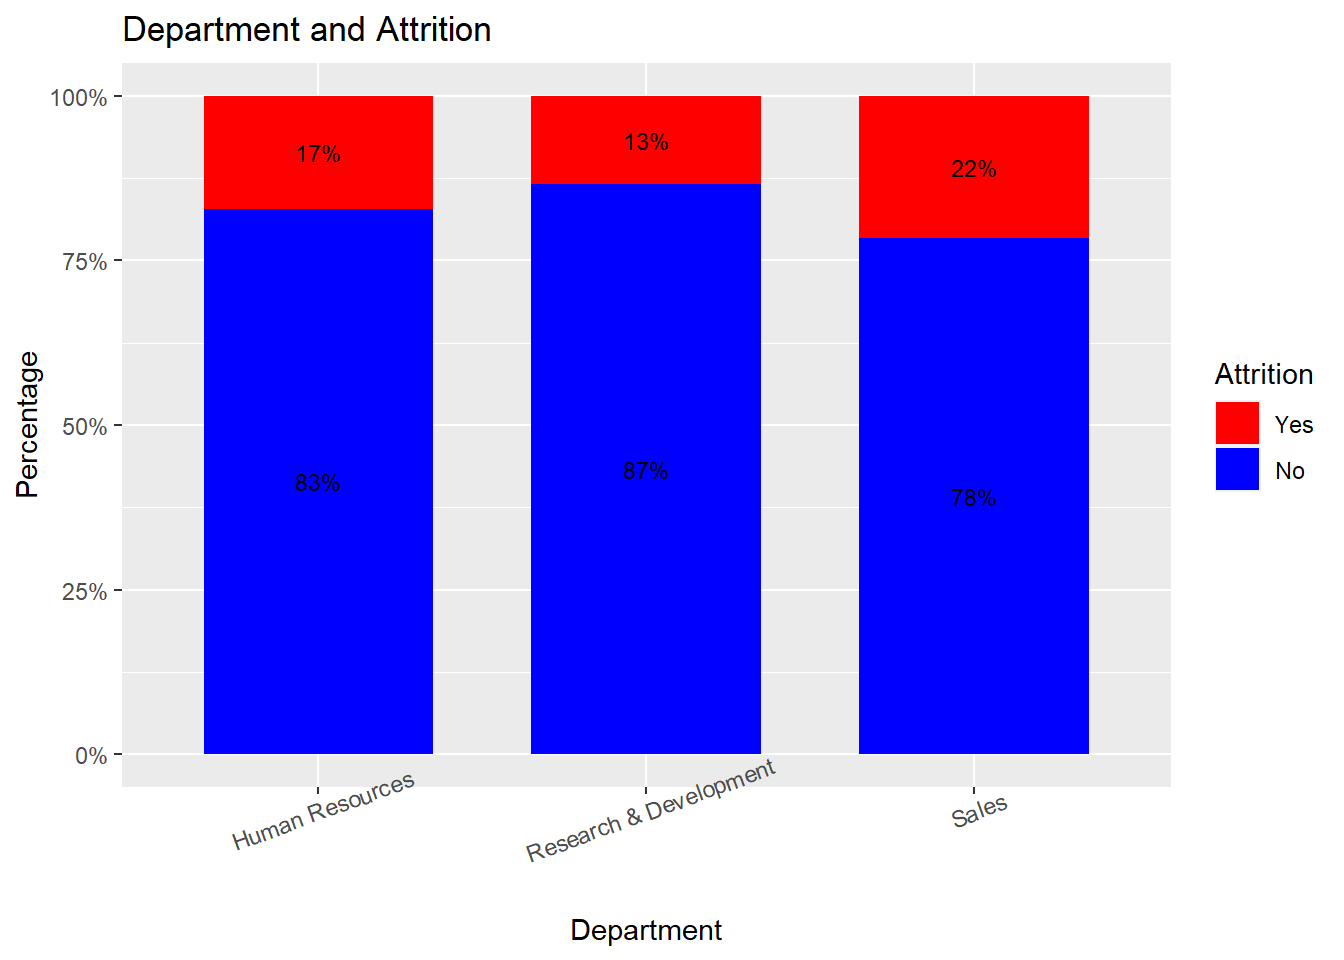 Department and Attrition
Percentage
100%
75%
50%
25%
0%
17%
13%
22%
83%
87%
78%
Human Resources
Research & Development
Sales
Department
Attrition
Yes
No